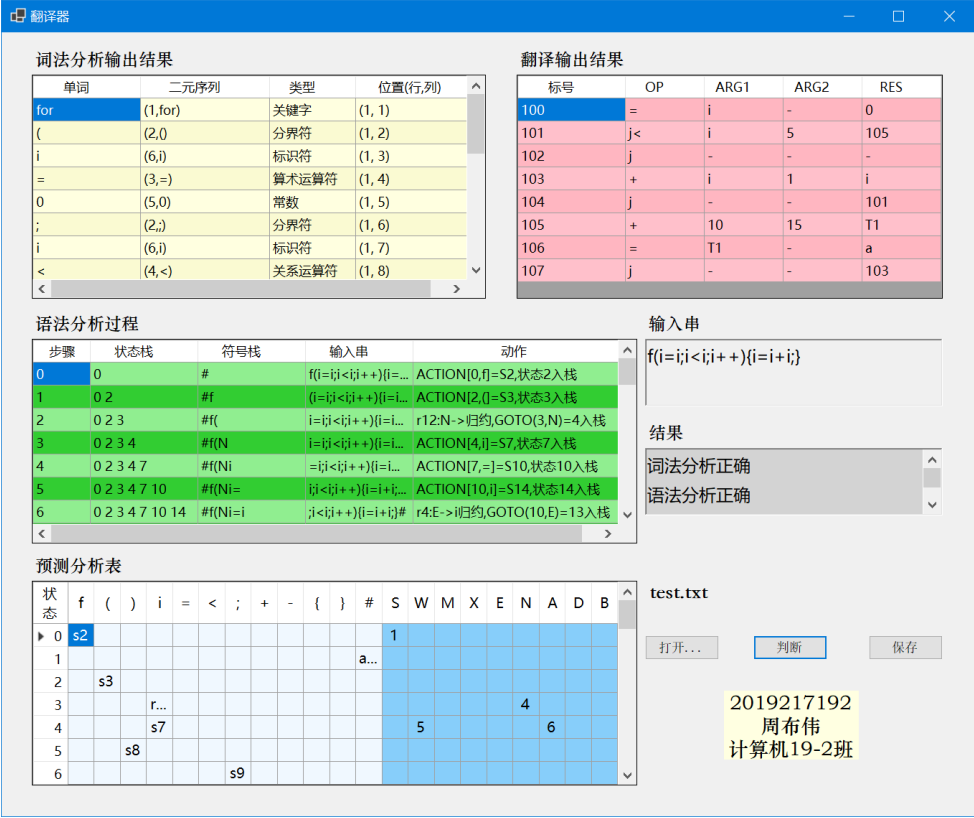 翻译器
词法分析输出结果
单词 二元序列 类型 位置(行,列)
for (1,for) 关键字 (1, 1)
( (2,() 分界符 (1, 2)
i (6,i) 标识符 (1, 3)
= (3,=) 算术运算符 (1, 4)
0 (5,0) 常数 (1, 5)
; (2,;) 分界符 (1, 6)
i (6,i) 标识符 (1, 7)
< (4,<) 关系运算符 (1, 8)
翻译输出结果
标号 OP ARG1 ARG2 RES
100 = i - 0
101 j< i 5 105
102 j - - -
103 + i 1 i
104 j - - 101
105 + 10 15 T1
106 = T1 - a
107 j - - 103
语法分析过程
步骤 状态栈 符号栈 输入串 动作
0 0 # f(i=i;i<i;i++){i=... ACTION[0,f]=S2,状态2入栈
1 0 2 #f (i=i;i<i;i++){i=... ACTION[2,(]=S3,状态3入栈
2 0 2 3 #f( i=i;i<i;i++){i=i... r12:N->归约,GOTO(3,N)=4入栈
3 0 2 3 4 #f(N i=i;i<i;i++){i=i... ACTION[4,i]=S7,状态7入栈
4 0 2 3 4 7 #f(Ni =i;i<i;i++){i=i... ACTION[7,=]=S10,状态10入栈
5 0 2 3 4 7 10 #f(Ni= i;i<i;i++){i=i+i;... ACTION[10,i]=S14,状态14入栈
6 0 2 3 4 7 10 14 #f(Ni=i ;i<i;i++){i=i+i;}# r4:E->i归约,GOTO(10,E)=13入栈
输入串
f(i=i;i<i;i++){i=i+i;}
结果
词法分析正确
语法分析正确
预测分析表
状态 f ( ) i = < ; + - { } # S W M X E N A D B
0 s2 1
1 a...
2 s3
3 r... 4
4 s7 5 6
5 s8
6 s9
test.txt
打开... 判断 保存
2019217192
周布伟
计算机19-2班